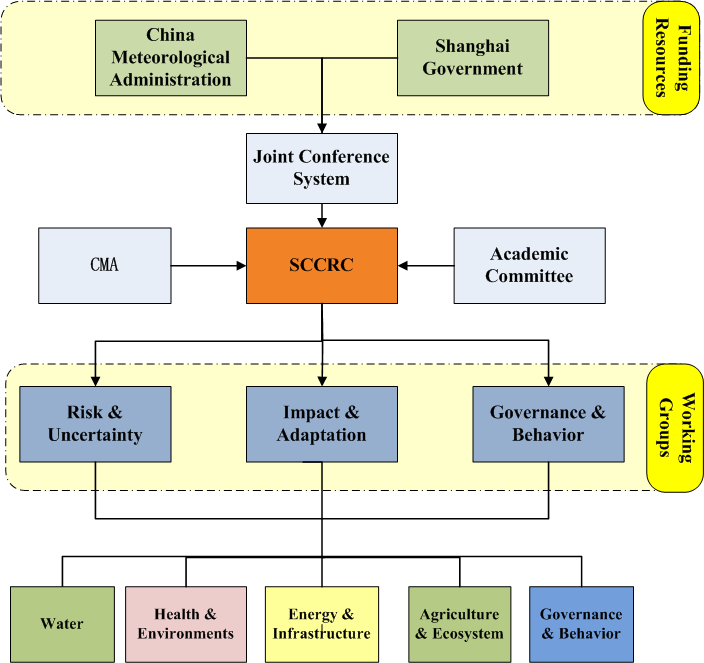 China
Meteorological
Administration
Shanghai
Government
Funding
Resources
Joint Conference
System
CMA
SCCRC
Academic
Committee
Risk &
Uncertainty
Impact &
Adaptation
Governance &
Behavior
Working
Groups
Water
Health &
Environments
Energy &
Infrastructure
Agriculture
& Ecosystem
Governance
& Behavior